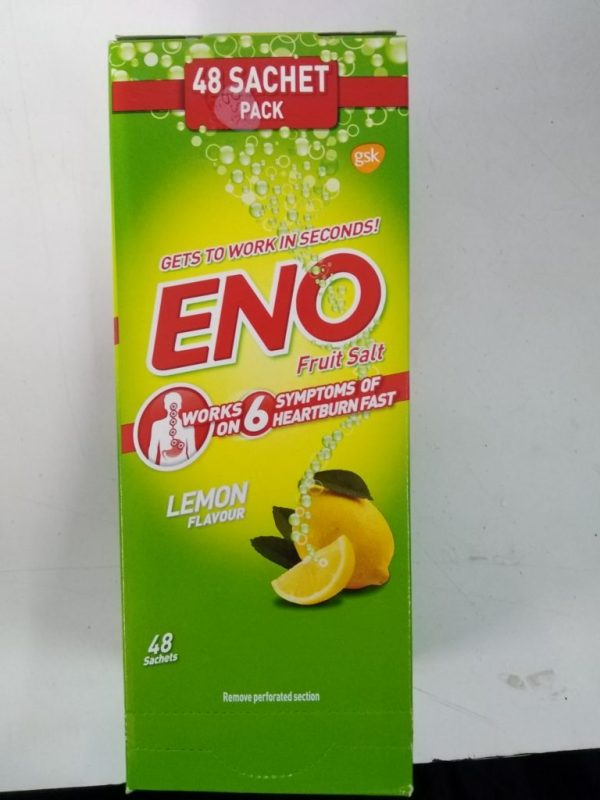 48 SACHET
PACK
gsk
GETS TO WORK IN SECONDS!
ENO
Fruit Salt
WORKS ON 6 SYMPTOMS OF HEARTBURN FAST
LEMON
FLAVOUR
48
Sachets
Remove perforated section